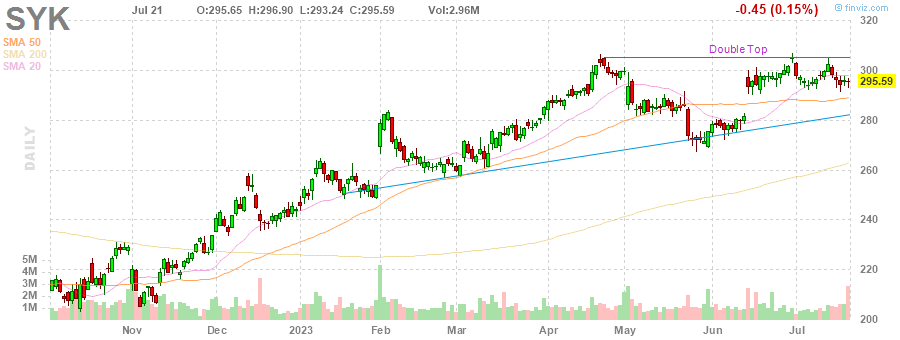 SYK Jul 21 O:295.65 H:296.90 L:293.24 C:295.59 Vol:2.96M -0.45 (0.15%) finviz.com
SMA 50
SMA 200
SMA 20
Double Top
DAILY
320
300
295.59
280
260
240
220
200
5M
4M
3M
2M
1M
Nov Dec 2023 Feb Mar Apr May Jun Jul